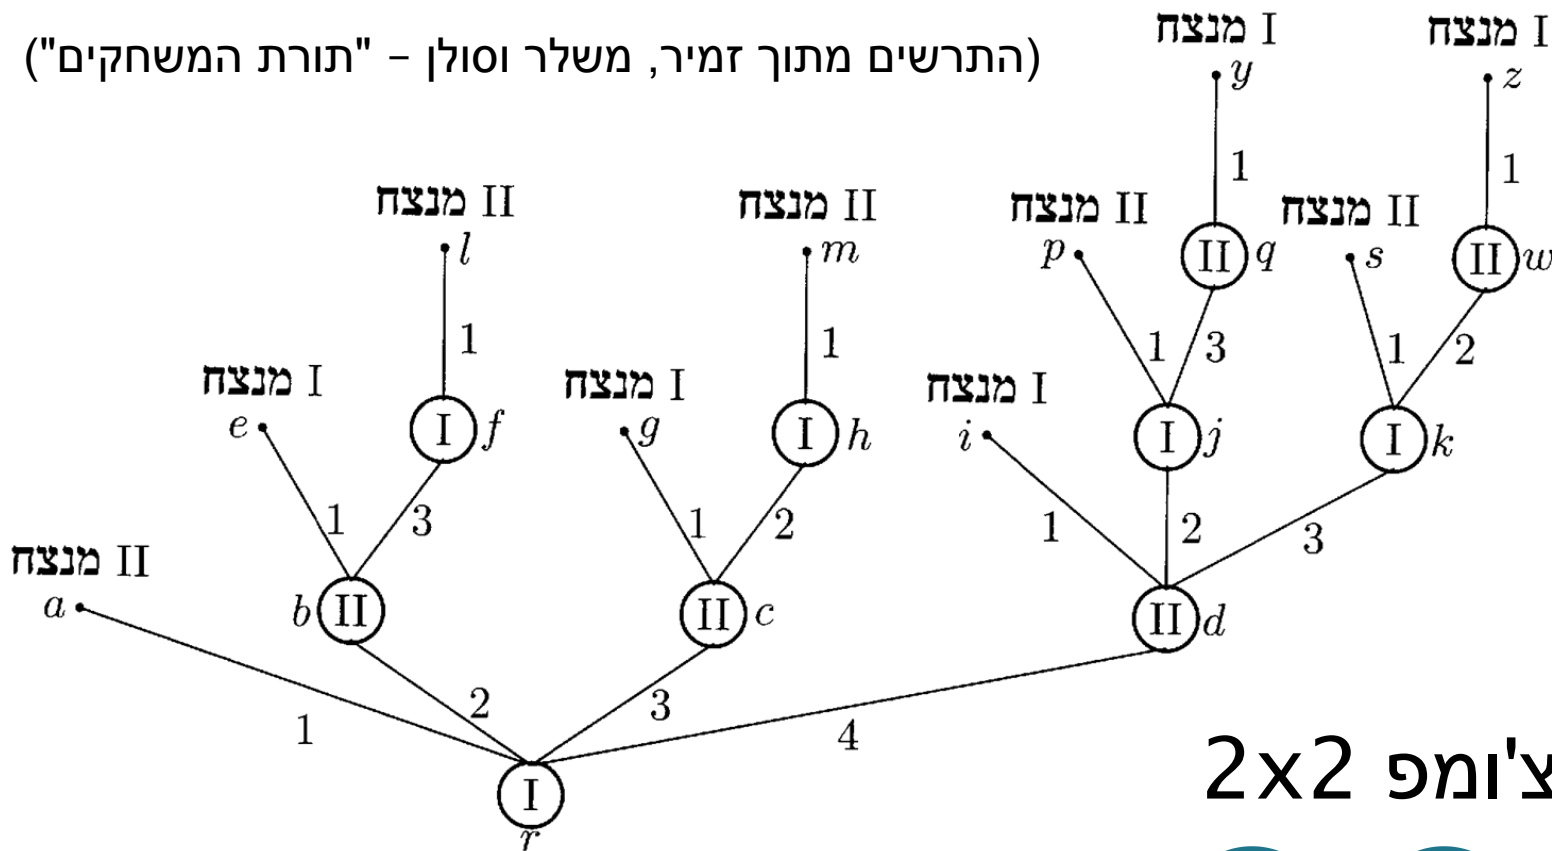 (התרשים מתוך זמיר, משלר וסולן – "תורת המשחקים")
I מנצח
I מנצח
y
z
1
1
II מנצח
II מנצח
II מנצח
II מנצח
l
m
p
II q
s
II w
1
1
1
3
1
2
I מנצח
I מנצח
I מנצח
e
I f
g
I h
i
I j
I k
1
3
1
2
1
2
3
II מנצח
a
b II
II c
II d
1
2
3
4
I
r
צ'ומפ 2x2